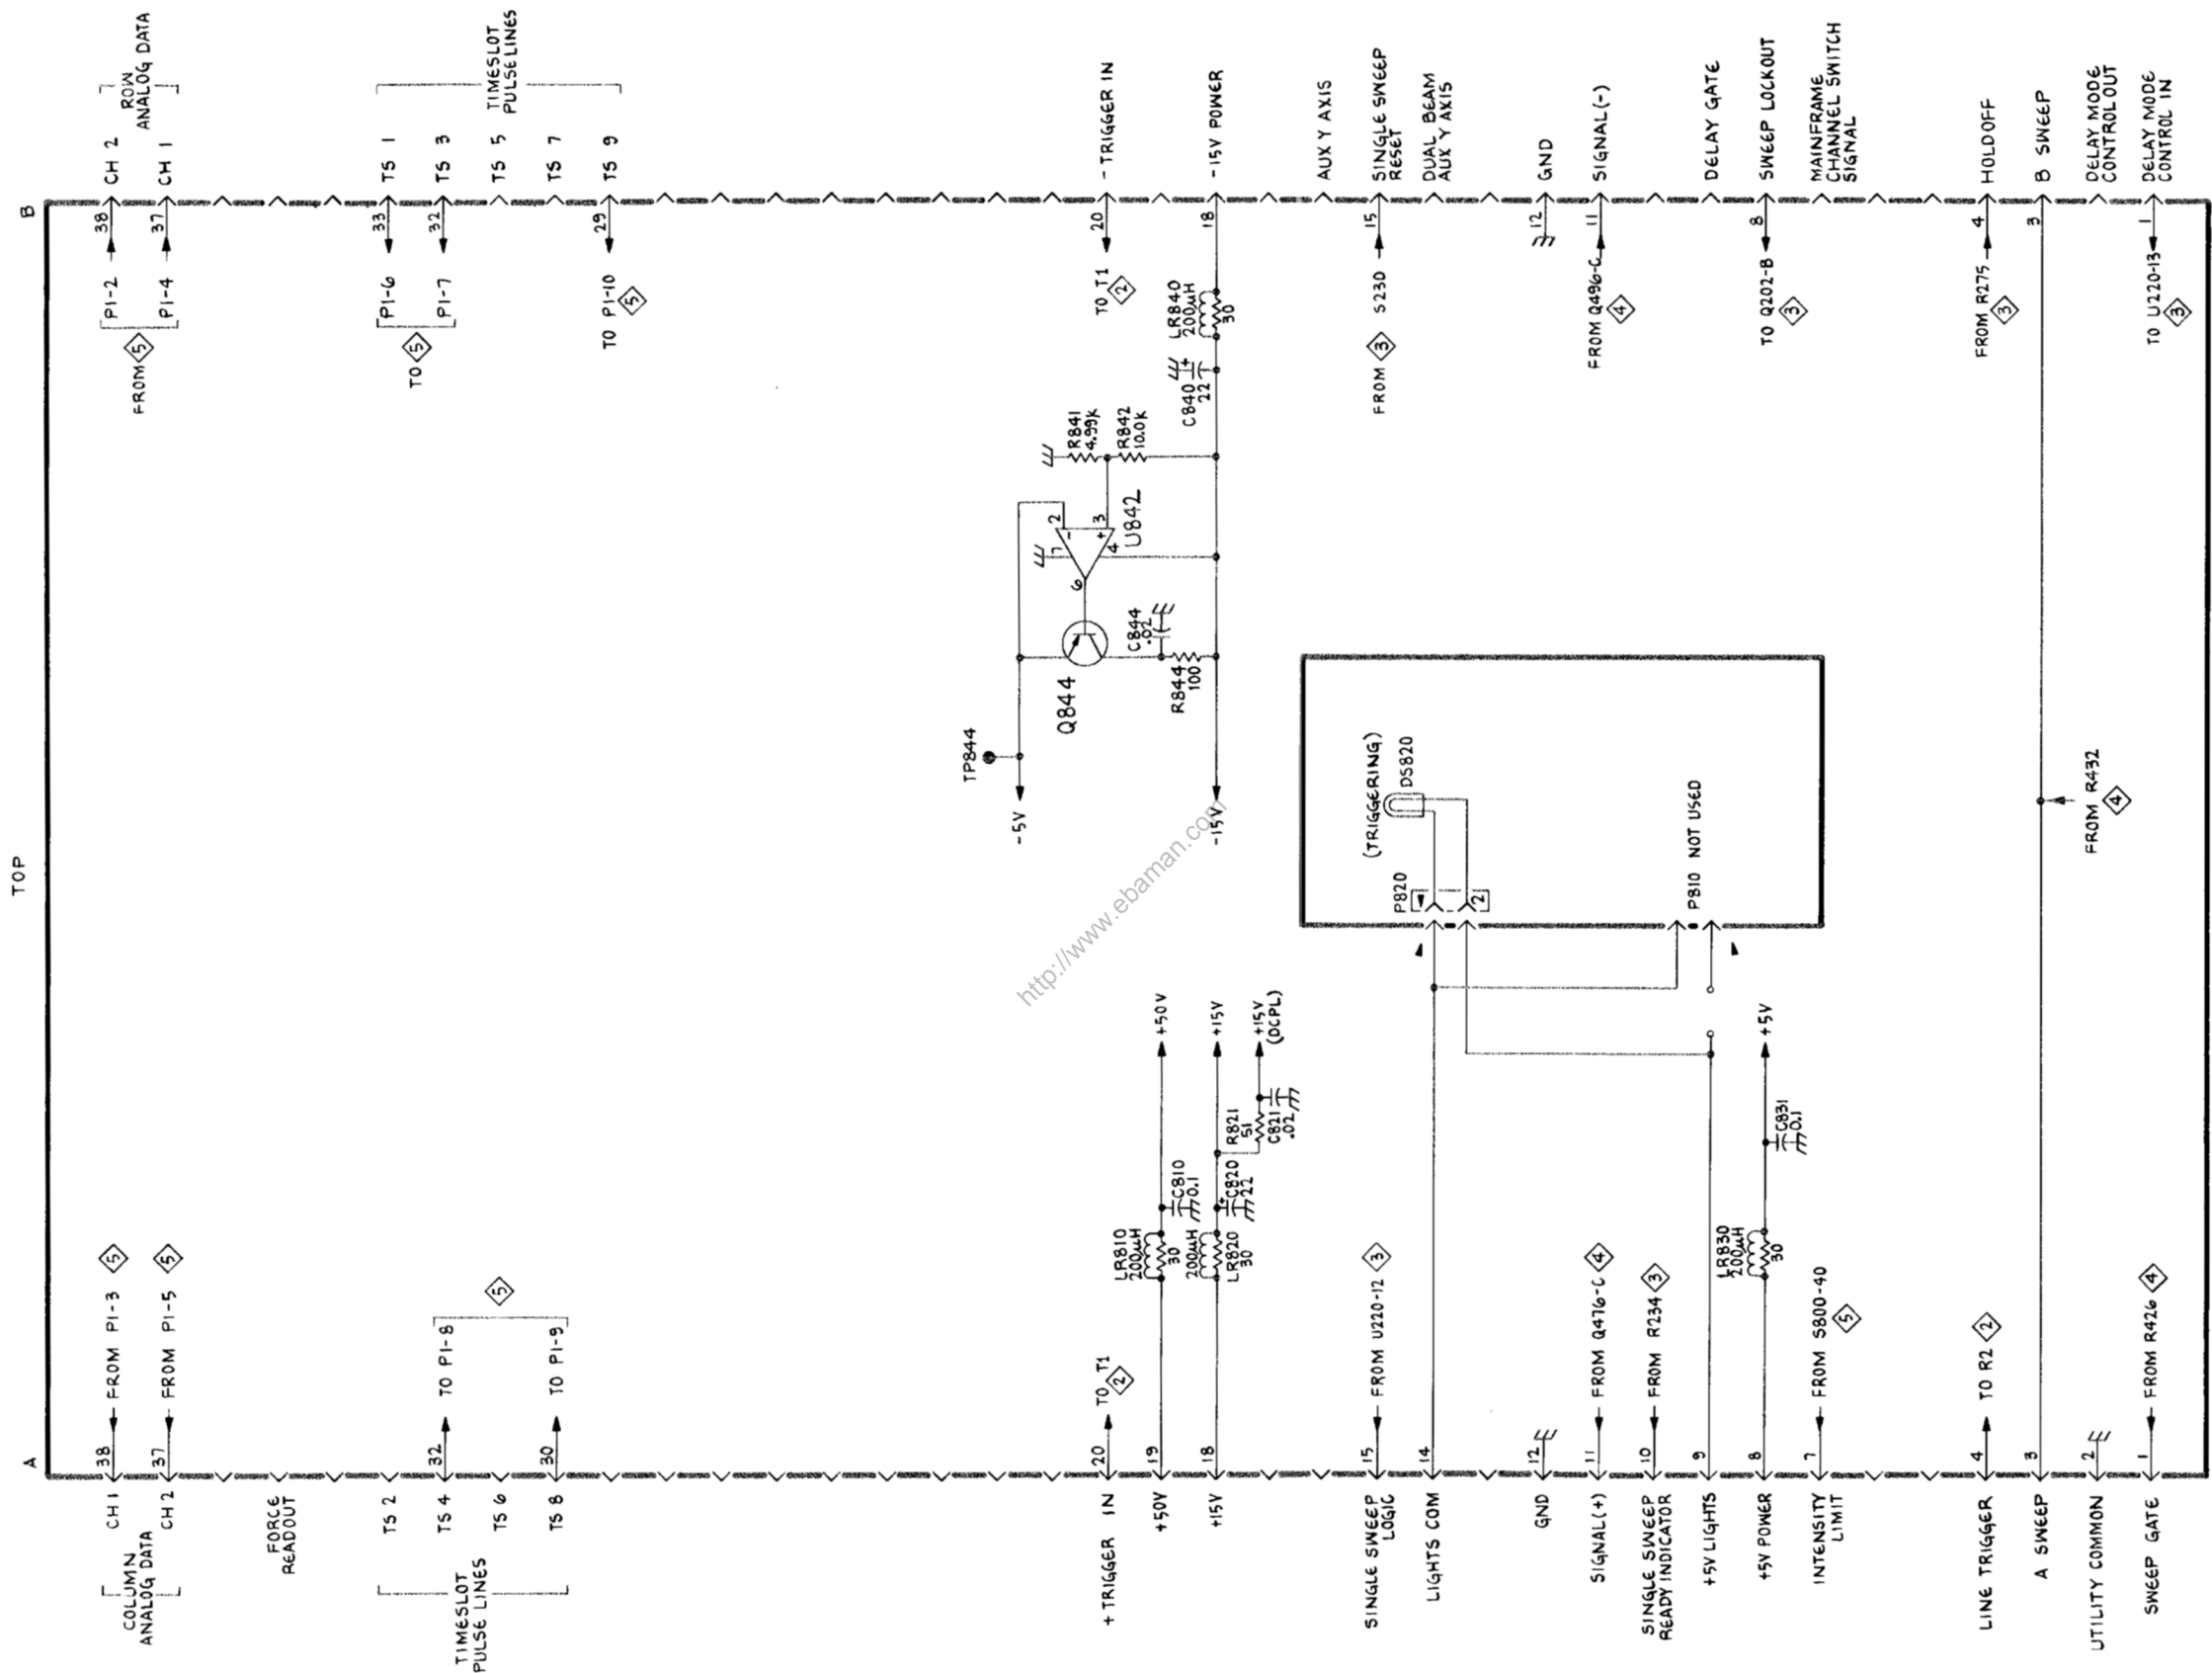 TOP
A
B
38
CH 1
FROM P1-3
5
37
CH 2
FROM P1-5
5
COLUMN
ANALOG DATA
FORCE
READOUT
TS 2
TS 4
32
TO P1-8
TS 6
5
TS 8
30
TO P1-9
TIMESLOT
PULSE LINES
+ TRIGGER IN
20
TO T1
2
+50V
19
LR810
200µH
30
C810
0.1
+50V
+15V
18
200µH
LR820
30
+
C820
22
+15V
R821
51
C821
.02
+15V
(DCPL)
SINGLE SWEEP
LOGIC
15
FROM U220-12
3
LIGHTS COM
14
GND
12
SIGNAL(+)
11
FROM Q476-C
4
SINGLE SWEEP
READY INDICATOR
10
FROM R234
3
+5V LIGHTS
9
+5V POWER
8
LR830
200µH
30
C831
0.1
+5V
INTENSITY
LIMIT
7
FROM S800-40
5
LINE TRIGGER
4
TO R2
2
A SWEEP
3
UTILITY COMMON
2
SWEEP GATE
1
FROM R426
4
TP844
-5V
Q844
C844
.02
R844
100
-15V
6
7
2
-
3
+
4
U842
R841
4.99K
R842
10.0K
C840
22
+
LR840
200µH
30
(TRIGGERING)
DS820
P820
2
P810 NOT USED
FROM R432
4
P1-2
38
CH 2
P1-4
37
CH 1
FROM
5
ROW
ANALOG DATA
P1-6
33
TS 1
P1-7
32
TS 3
TO
5
TS 5
TS 7
TO P1-10
5
29
TS 9
TIMESLOT
PULSE LINES
TO T1
2
20
- TRIGGER IN
18
-15V POWER
AUX Y AXIS
FROM
3
S230
15
SINGLE SWEEP
RESET
DUAL BEAM
AUX Y AXIS
12
GND
FROM Q496-C
4
11
SIGNAL(-)
DELAY GATE
TO Q202-B
3
8
SWEEP LOCKOUT
MAINFRAME
CHANNEL SWITCH
SIGNAL
FROM R275
3
4
HOLDOFF
3
B SWEEP
DELAY MODE
CONTROL OUT
TO U220-13
3
1
DELAY MODE
CONTROL IN
http://www.ebaman.com